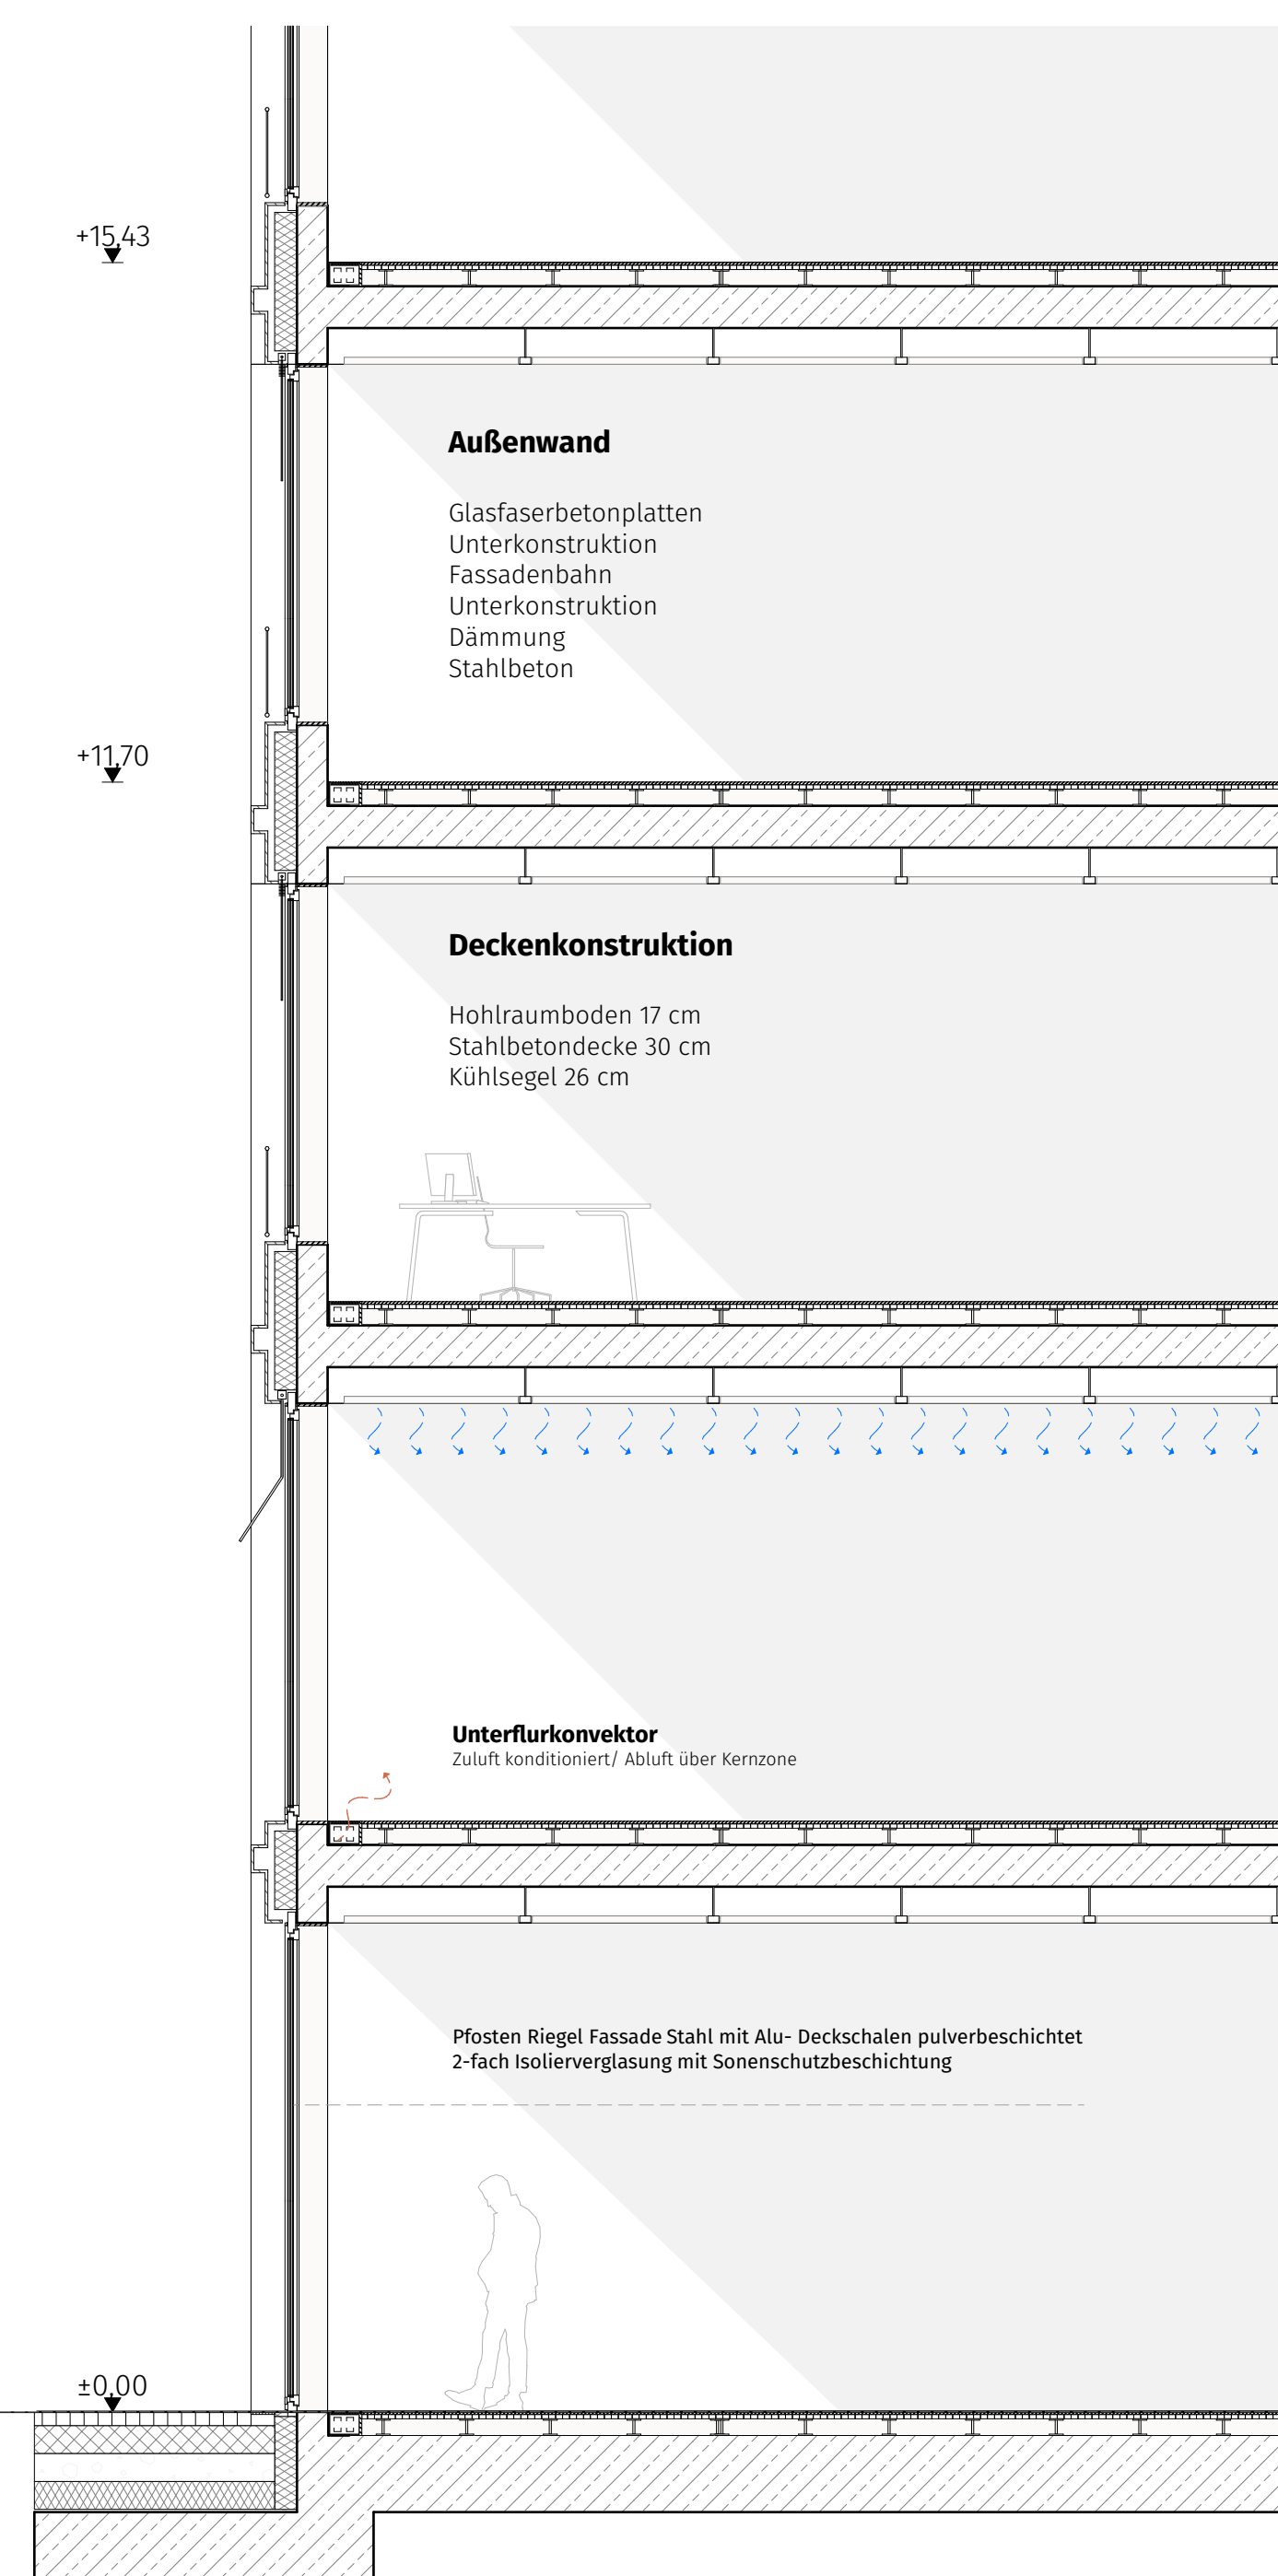 +15,43
Außenwand
Glasfaserbetonplatten
Unterkonstruktion
Fassadenbahn
Unterkonstruktion
Dämmung
Stahlbeton
+11,70
Deckenkonstruktion
Hohlraumboden 17 cm
Stahlbetondecke 30 cm
Kühlsegel 26 cm
Unterflurkonvektor
Zuluft konditioniert/ Abluft über Kernzone
Pfosten Riegel Fassade Stahl mit Alu- Deckschalen pulverbeschichtet
2-fach Isolierverglasung mit Sonenschutzbeschichtung
±0,00